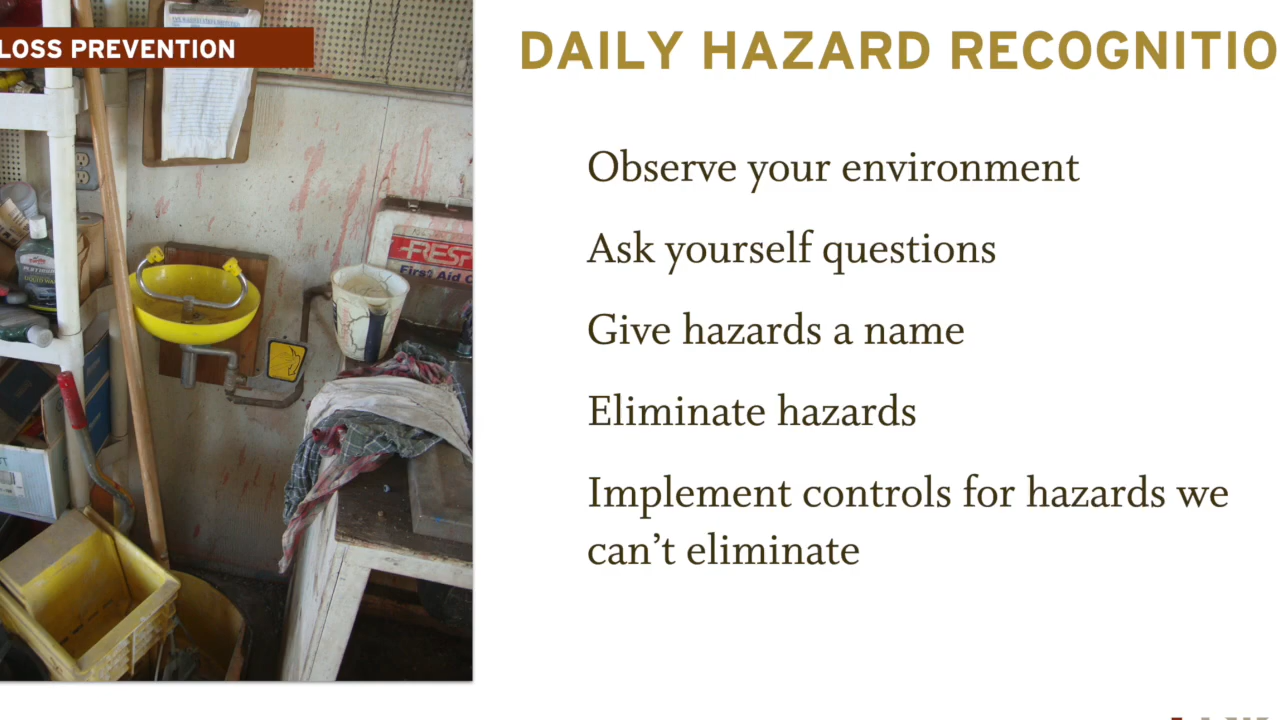 LOSS PREVENTION
DAILY HAZARD RECOGNITIO
Observe your environment
Ask yourself questions
Give hazards a name
Eliminate hazards
Implement controls for hazards we
can't eliminate
First Aid